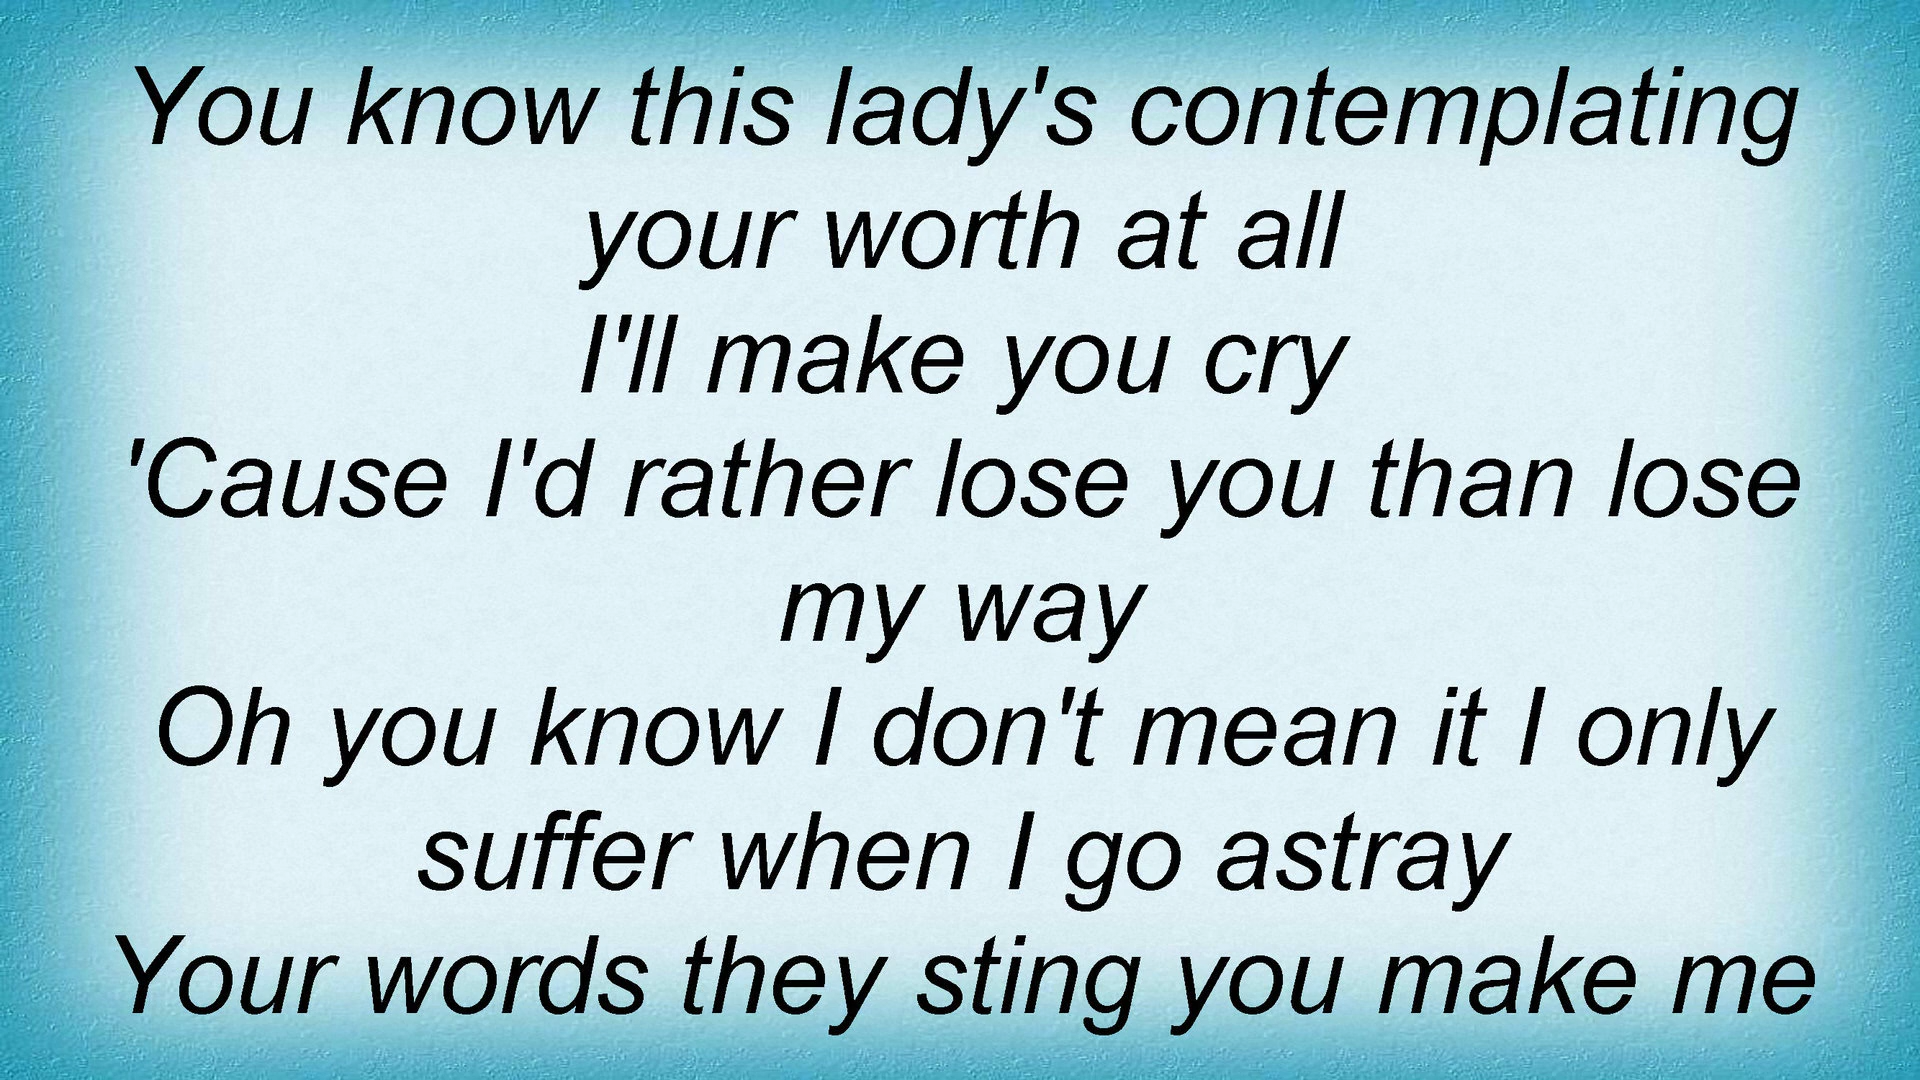 You know this lady's contemplating
your worth at all
I'll make you cry
'Cause I'd rather lose you than lose
my way
Oh you know I don't mean it I only
suffer when I go astray
Your words they sting you make me